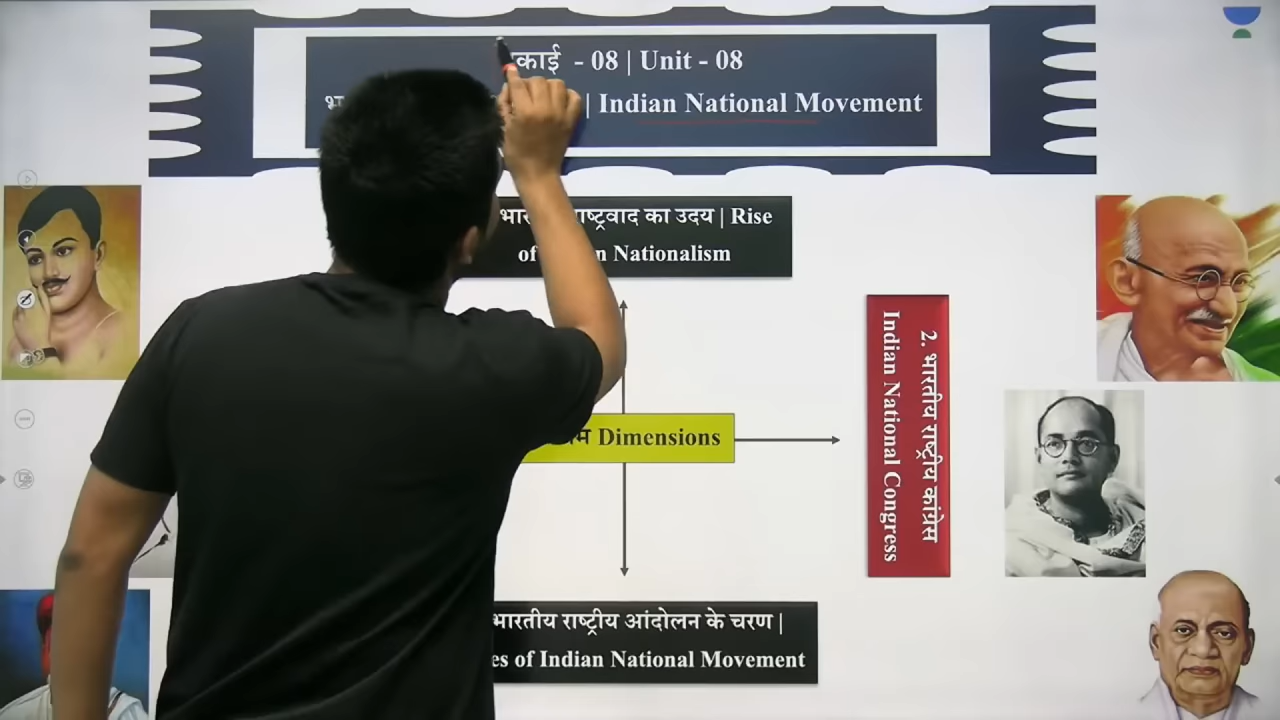 - 08 | Unit - 08
| Indian National Movement
राष्ट्रवाद का उदय | Rise
of Nationalism
Dimensions
2. भारतीय राष्ट्रीय कांग्रेस
Indian National Congress
भारतीय राष्ट्रीय आंदोलन के चरण |
of Indian National Movement